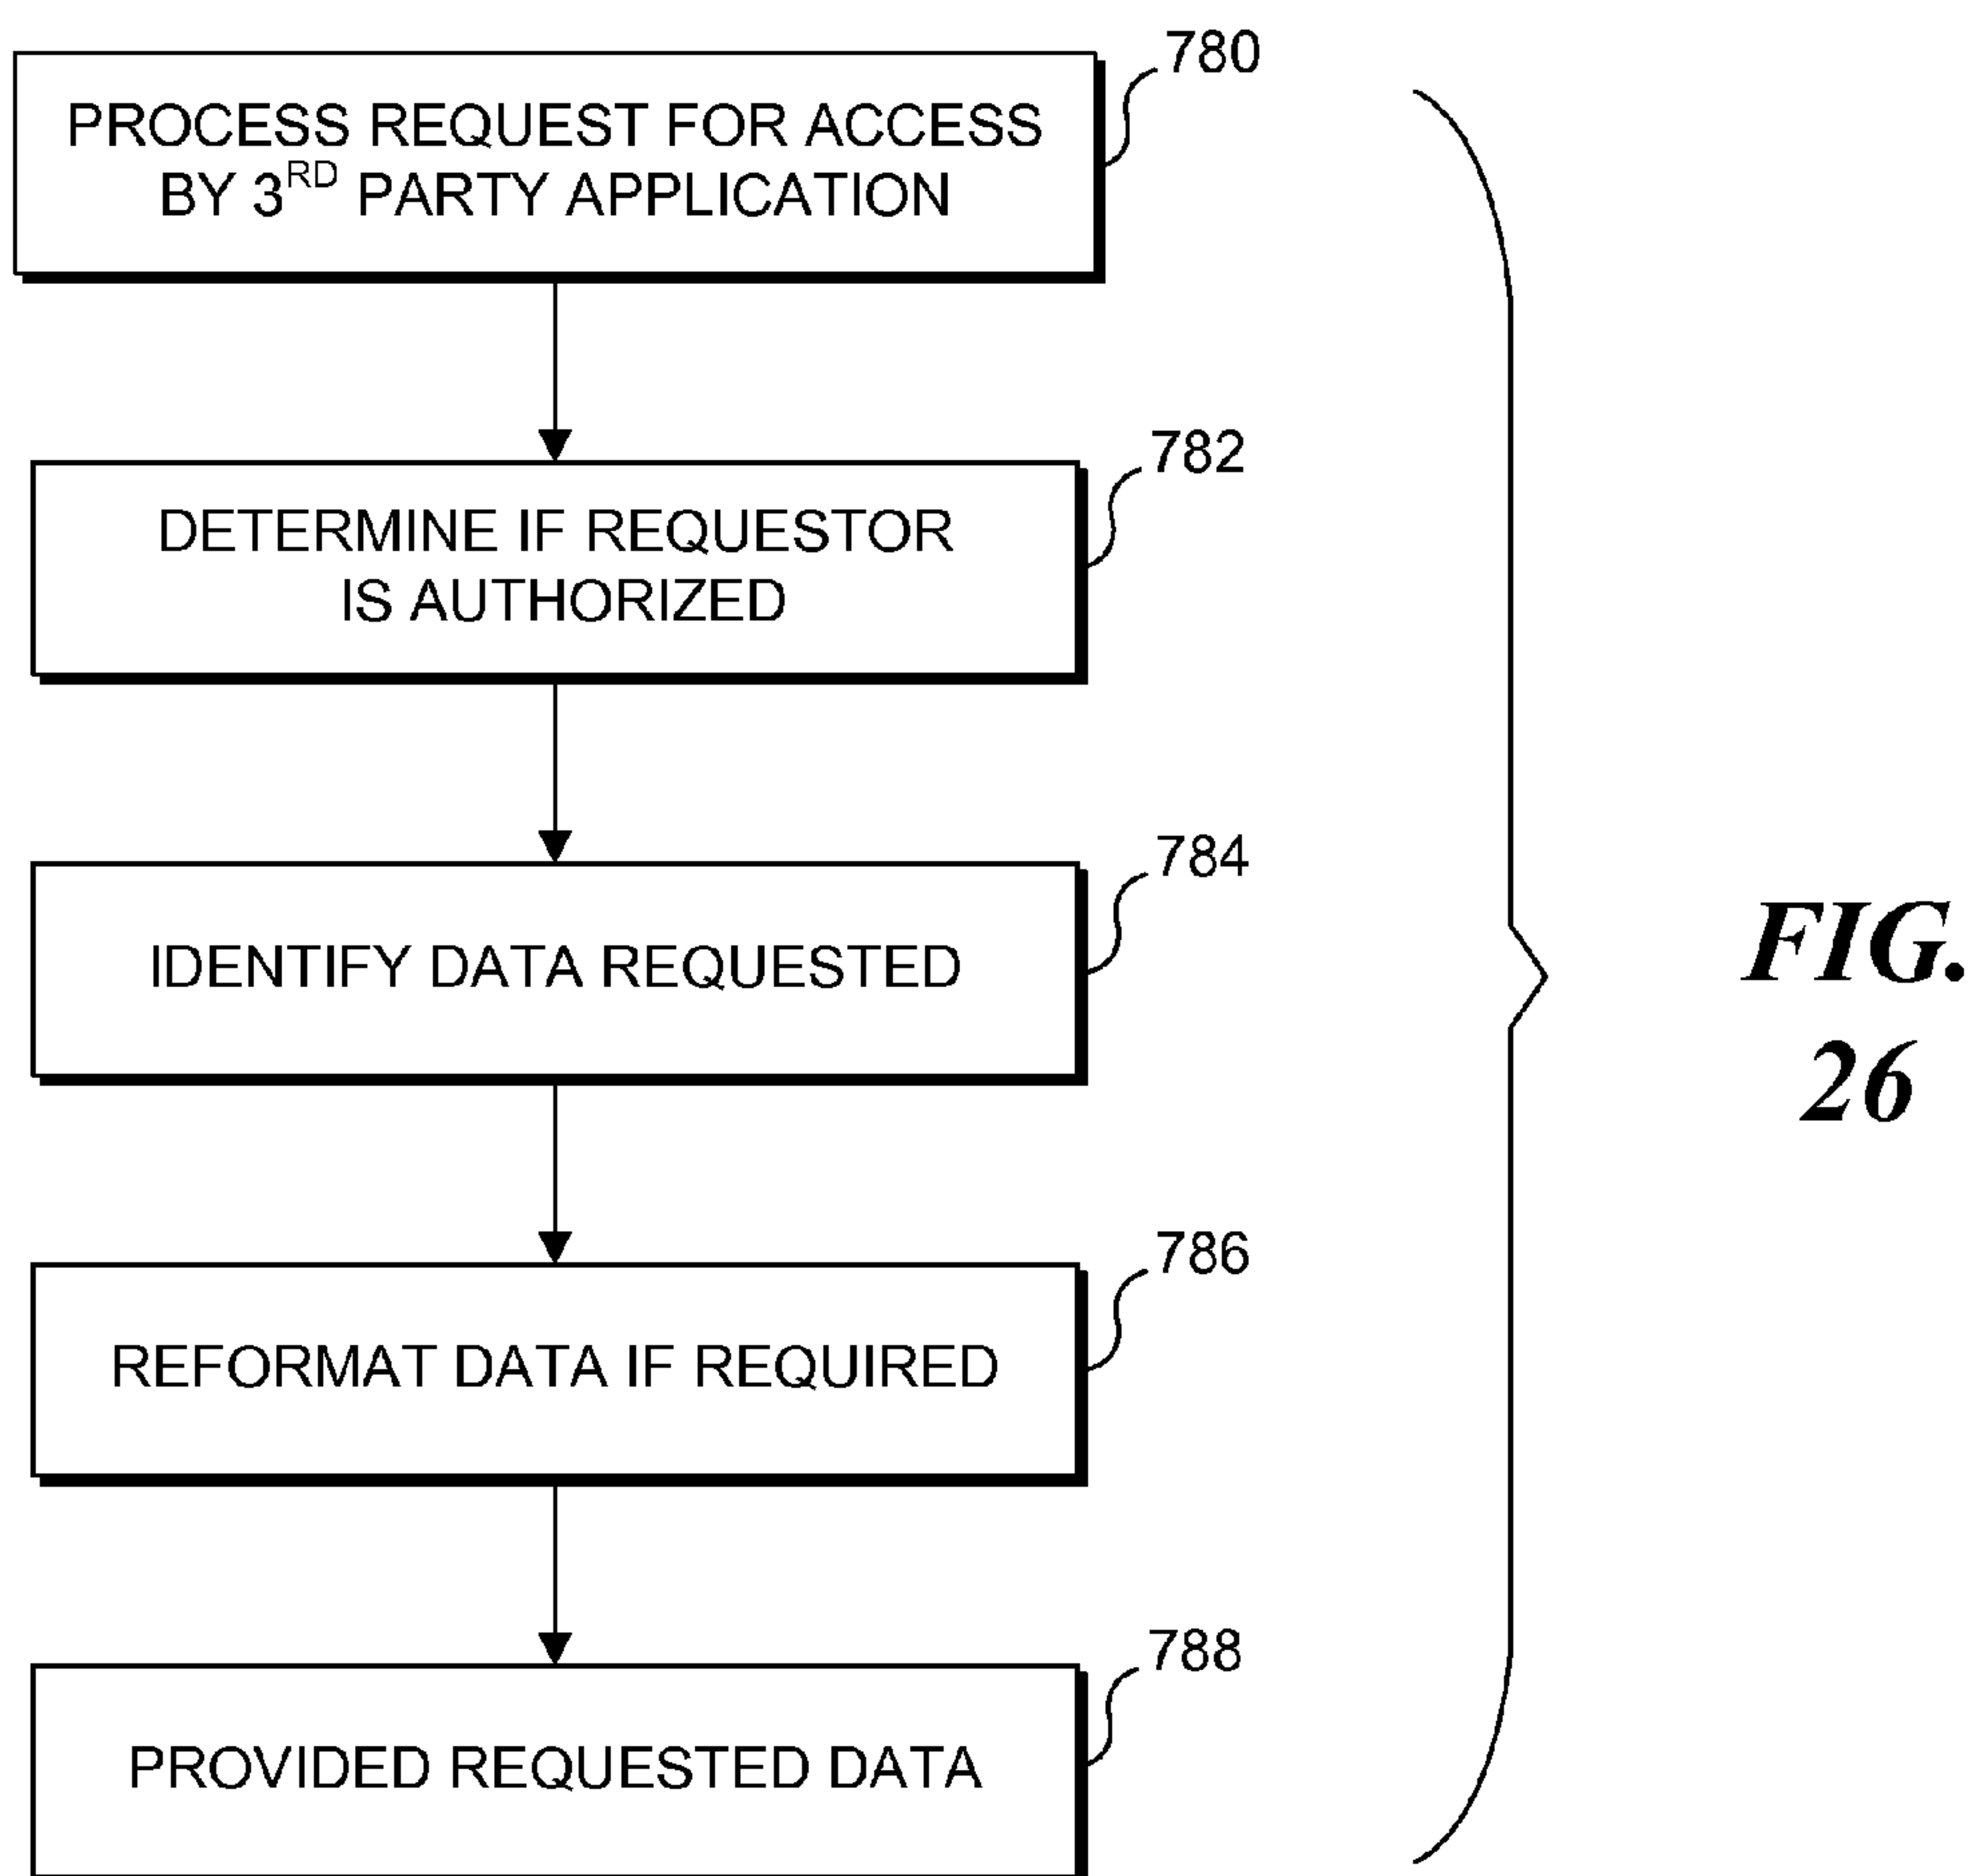 780
PROCESS REQUEST FOR ACCESS
BY 3RD PARTY APPLICATION
782
DETERMINE IF REQUESTOR
IS AUTHORIZED
784
IDENTIFY DATA REQUESTED
786
REFORMAT DATA IF REQUIRED
788
PROVIDED REQUESTED DATA
FIG.
26